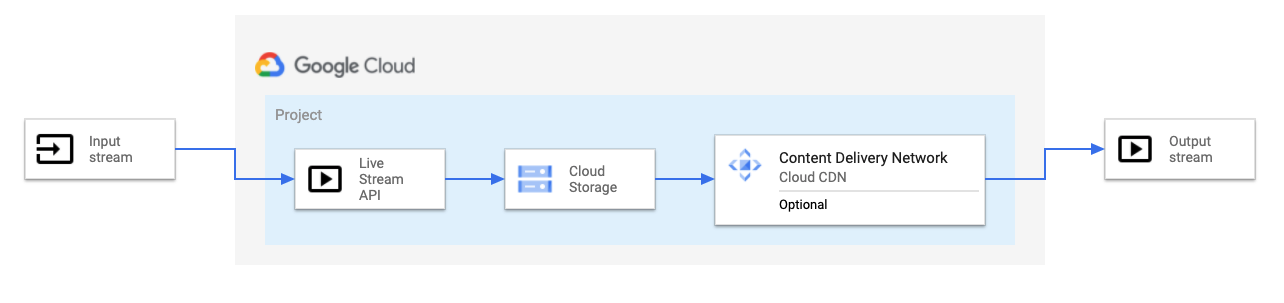 Google Cloud
Project
Input
stream
Live
Stream
API
Cloud
Storage
Content Delivery Network
Cloud CDN
Optional
Output
stream